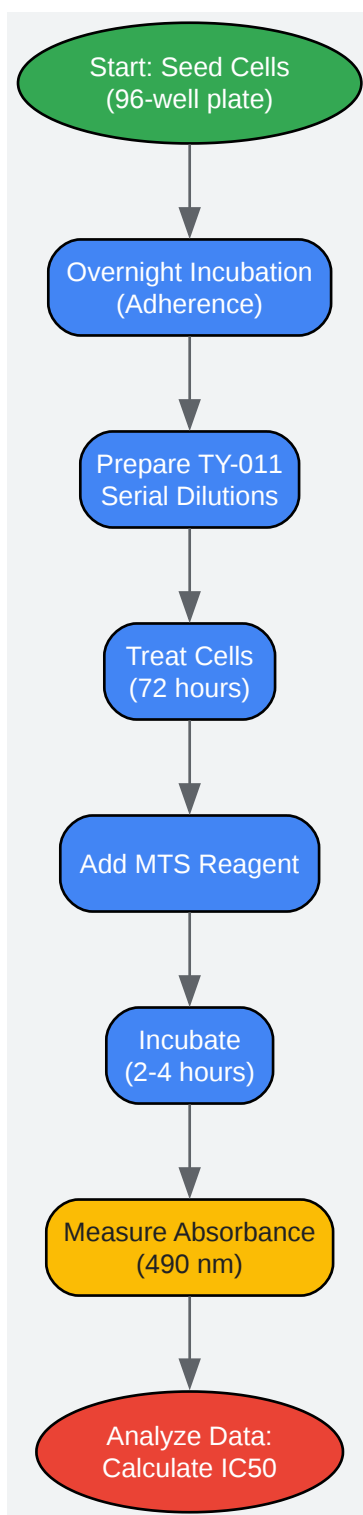 Start: Seed Cells
(96-well plate)
Overnight Incubation
(Adherence)
Prepare TY-011
Serial Dilutions
Treat Cells
(72 hours)
Add MTS Reagent
Incubate
(2-4 hours)
Measure Absorbance
(490 nm)
Analyze Data:
Calculate IC50